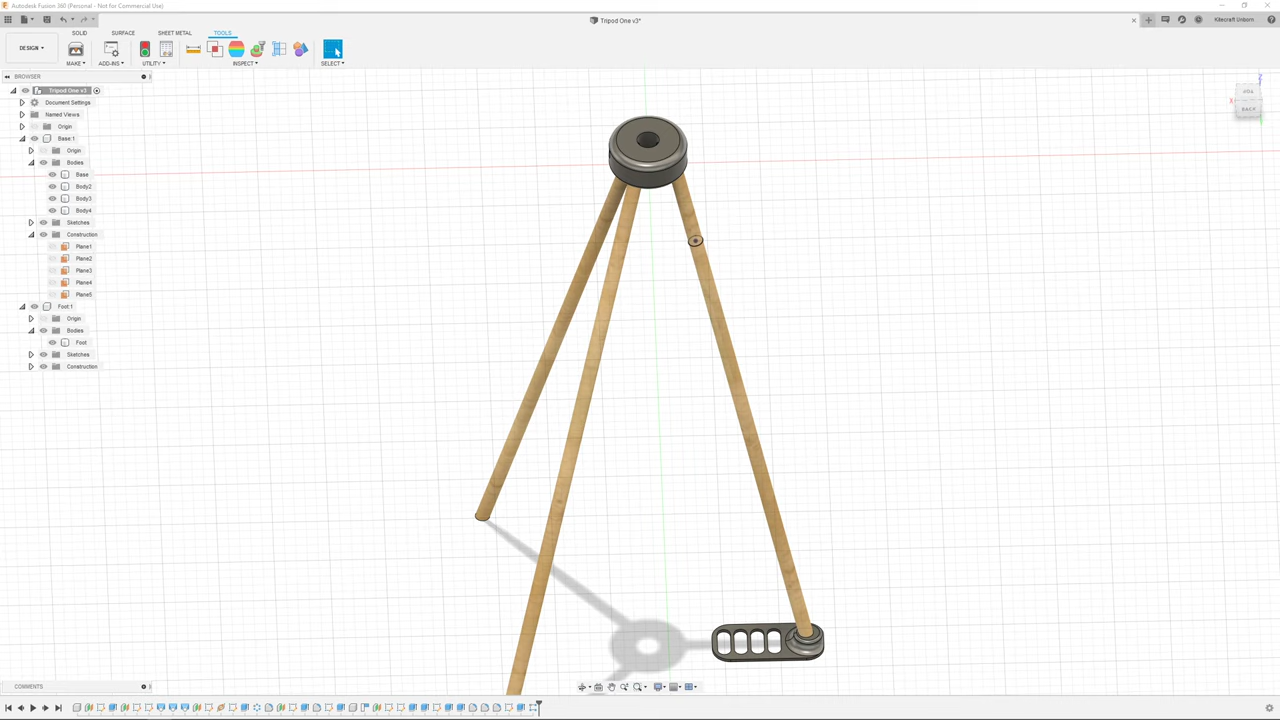 Autodesk Fusion 360 (Personal - Not for Commercial Use)
Tripod One v3*
Kitecraft Unborn
SOLID SURFACE SHEET METAL TOOLS
DESIGN
MAKE ADD-INS UTILITY INSPECT SELECT
BROWSER
Tripod One v3
Document Settings
Named Views
Origin
Base:1
Origin
Bodies
Base
Body2
Body3
Body4
Sketches
Construction
Plane1
Plane2
Plane3
Plane4
Plane5
Foot:1
Origin
Bodies
Foot
Sketches
Construction
Z
X
TOP
BACK
COMMENTS